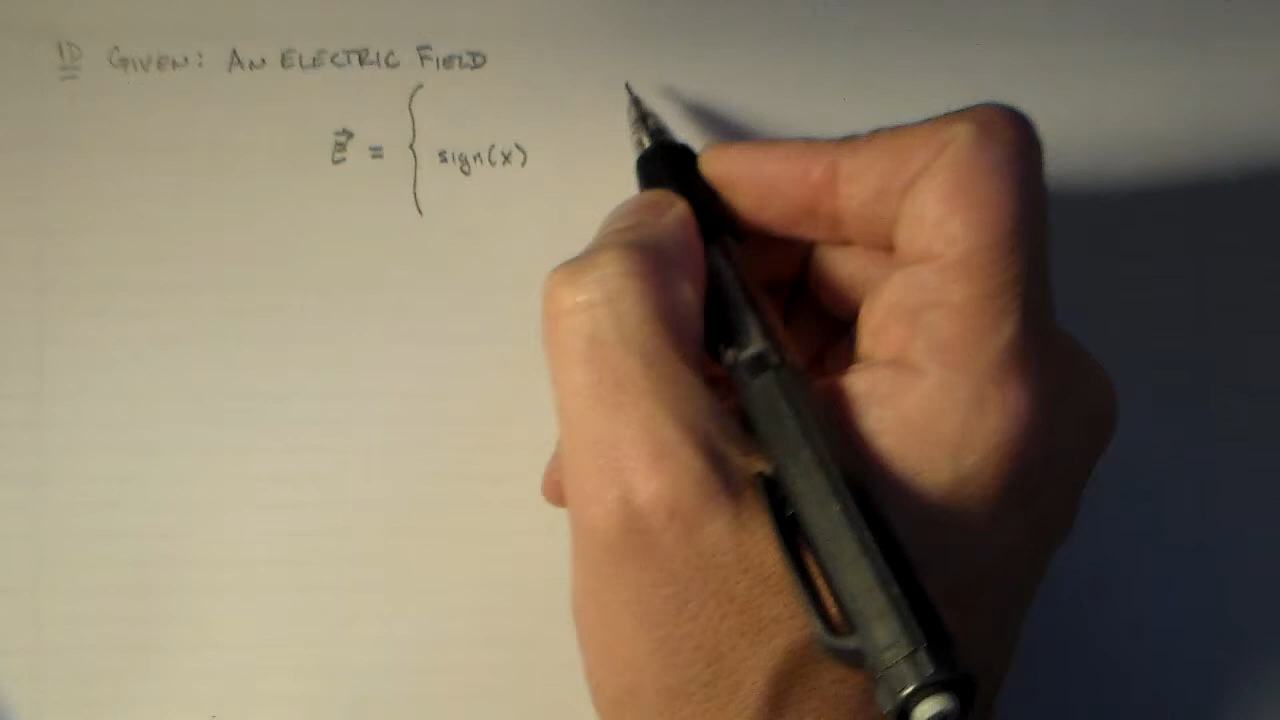 1D GIVEN: AN ELECTRIC FIELD
E⃗ = { sign(x)